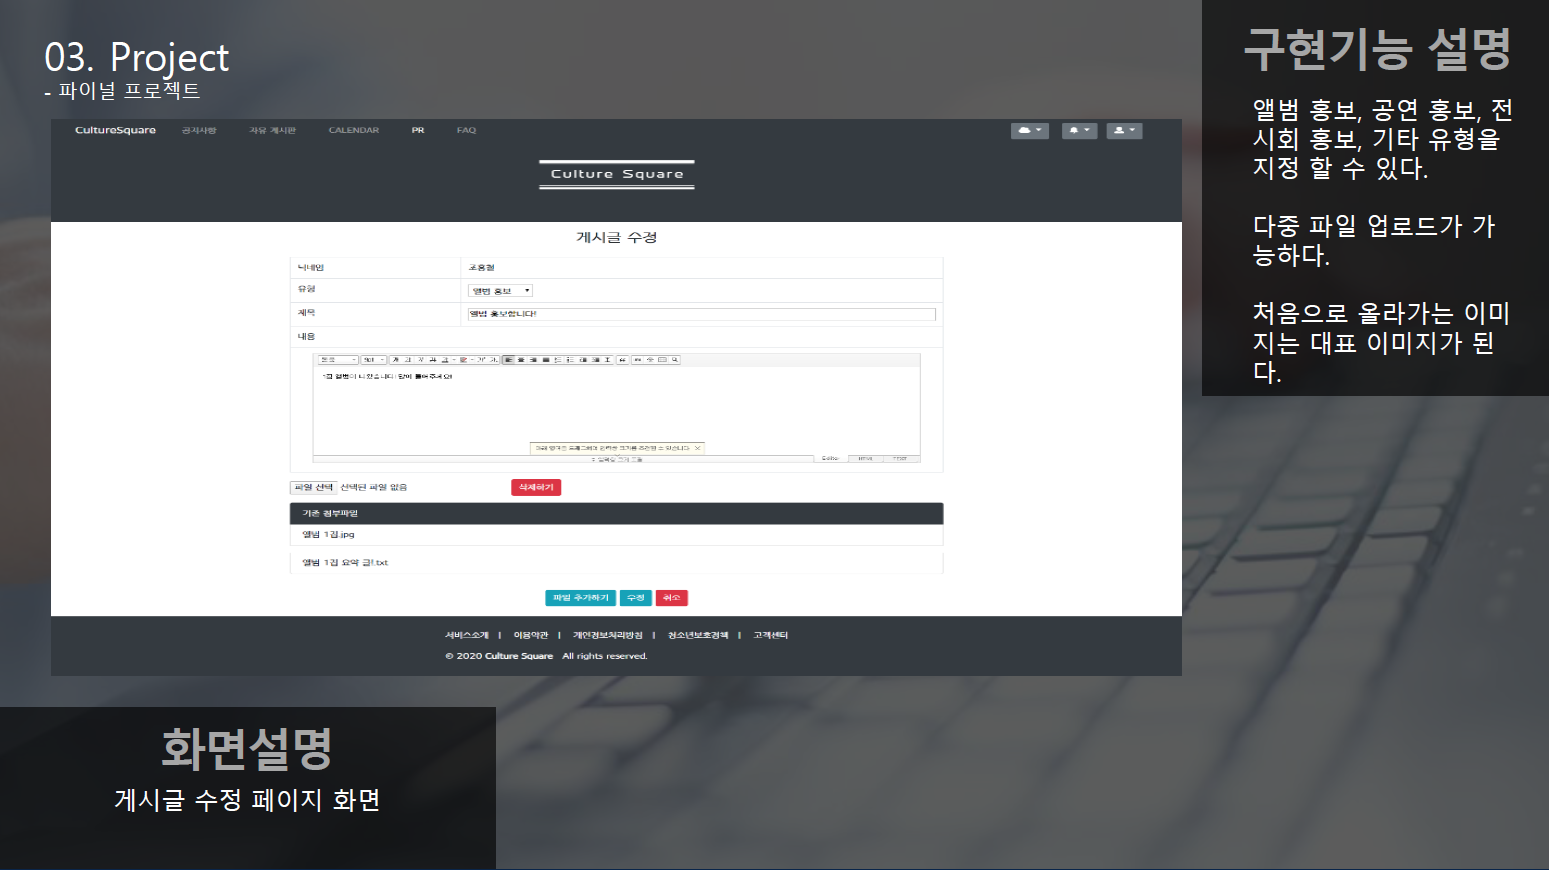 03. Project
- 파이널 프로젝트
구현기능 설명
앨범 홍보, 공연 홍보, 전
시회 홍보, 기타 유형을
지정 할 수 있다.
다중 파일 업로드가 가
능하다.
처음으로 올라가는 이미
지는 대표 이미지가 된
다.
CultureSquare 공지사항 자유 게시판 CALENDAR PR FAQ
Culture Square
게시글 수정
닉네임 조홍철
유형 앨범 홍보
제목 앨범 홍보합니다!
내용
파일 선택 선택된 파일 없음 삭제하기
기존 첨부파일
앨범 1집.jpg
앨범 1집 요약 글!.txt
파일 추가하기 수정 취소
서비스소개 | 이용약관 | 개인정보처리방침 | 청소년보호정책 | 고객센터
© 2020 Culture Square All rights reserved.
화면설명
게시글 수정 페이지 화면